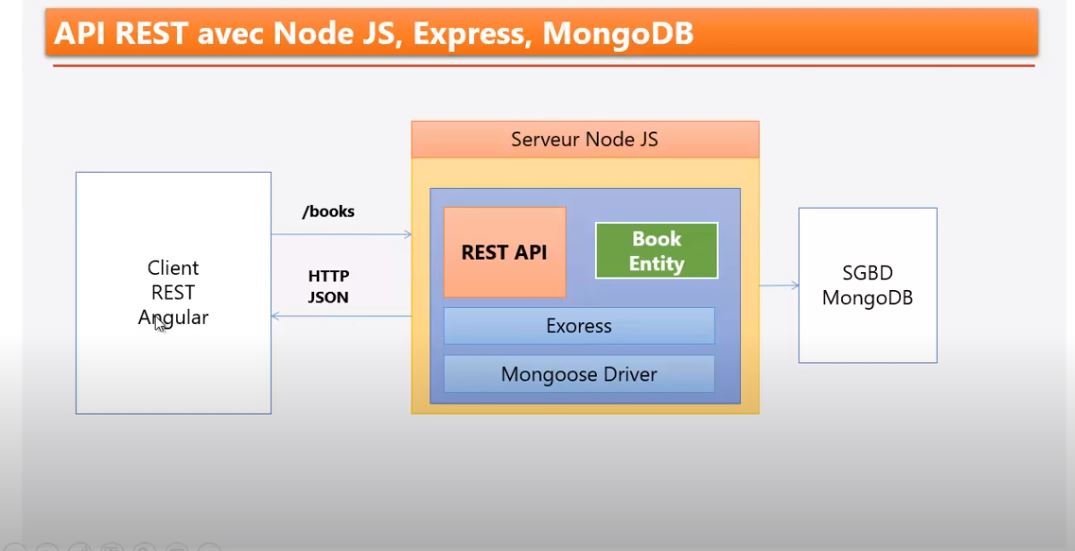 API REST avec Node JS, Express, MongoDB
Serveur Node JS
/books
REST API
Book
Entity
Client
REST
Angular
HTTP
JSON
SGBD
MongoDB
Exoress
Mongoose Driver